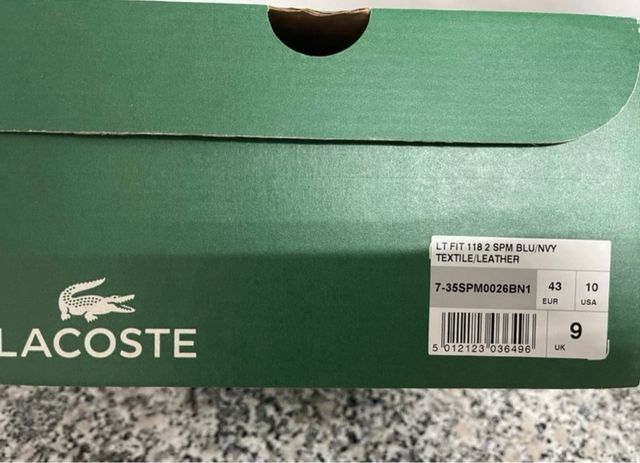 LT FIT 118 2 SPM BLU/NVY
TEXTILE/LEATHER
7-35SPM0026BN1
43
EUR
10
USA
5 012123 036496
9
UK
LACOSTE